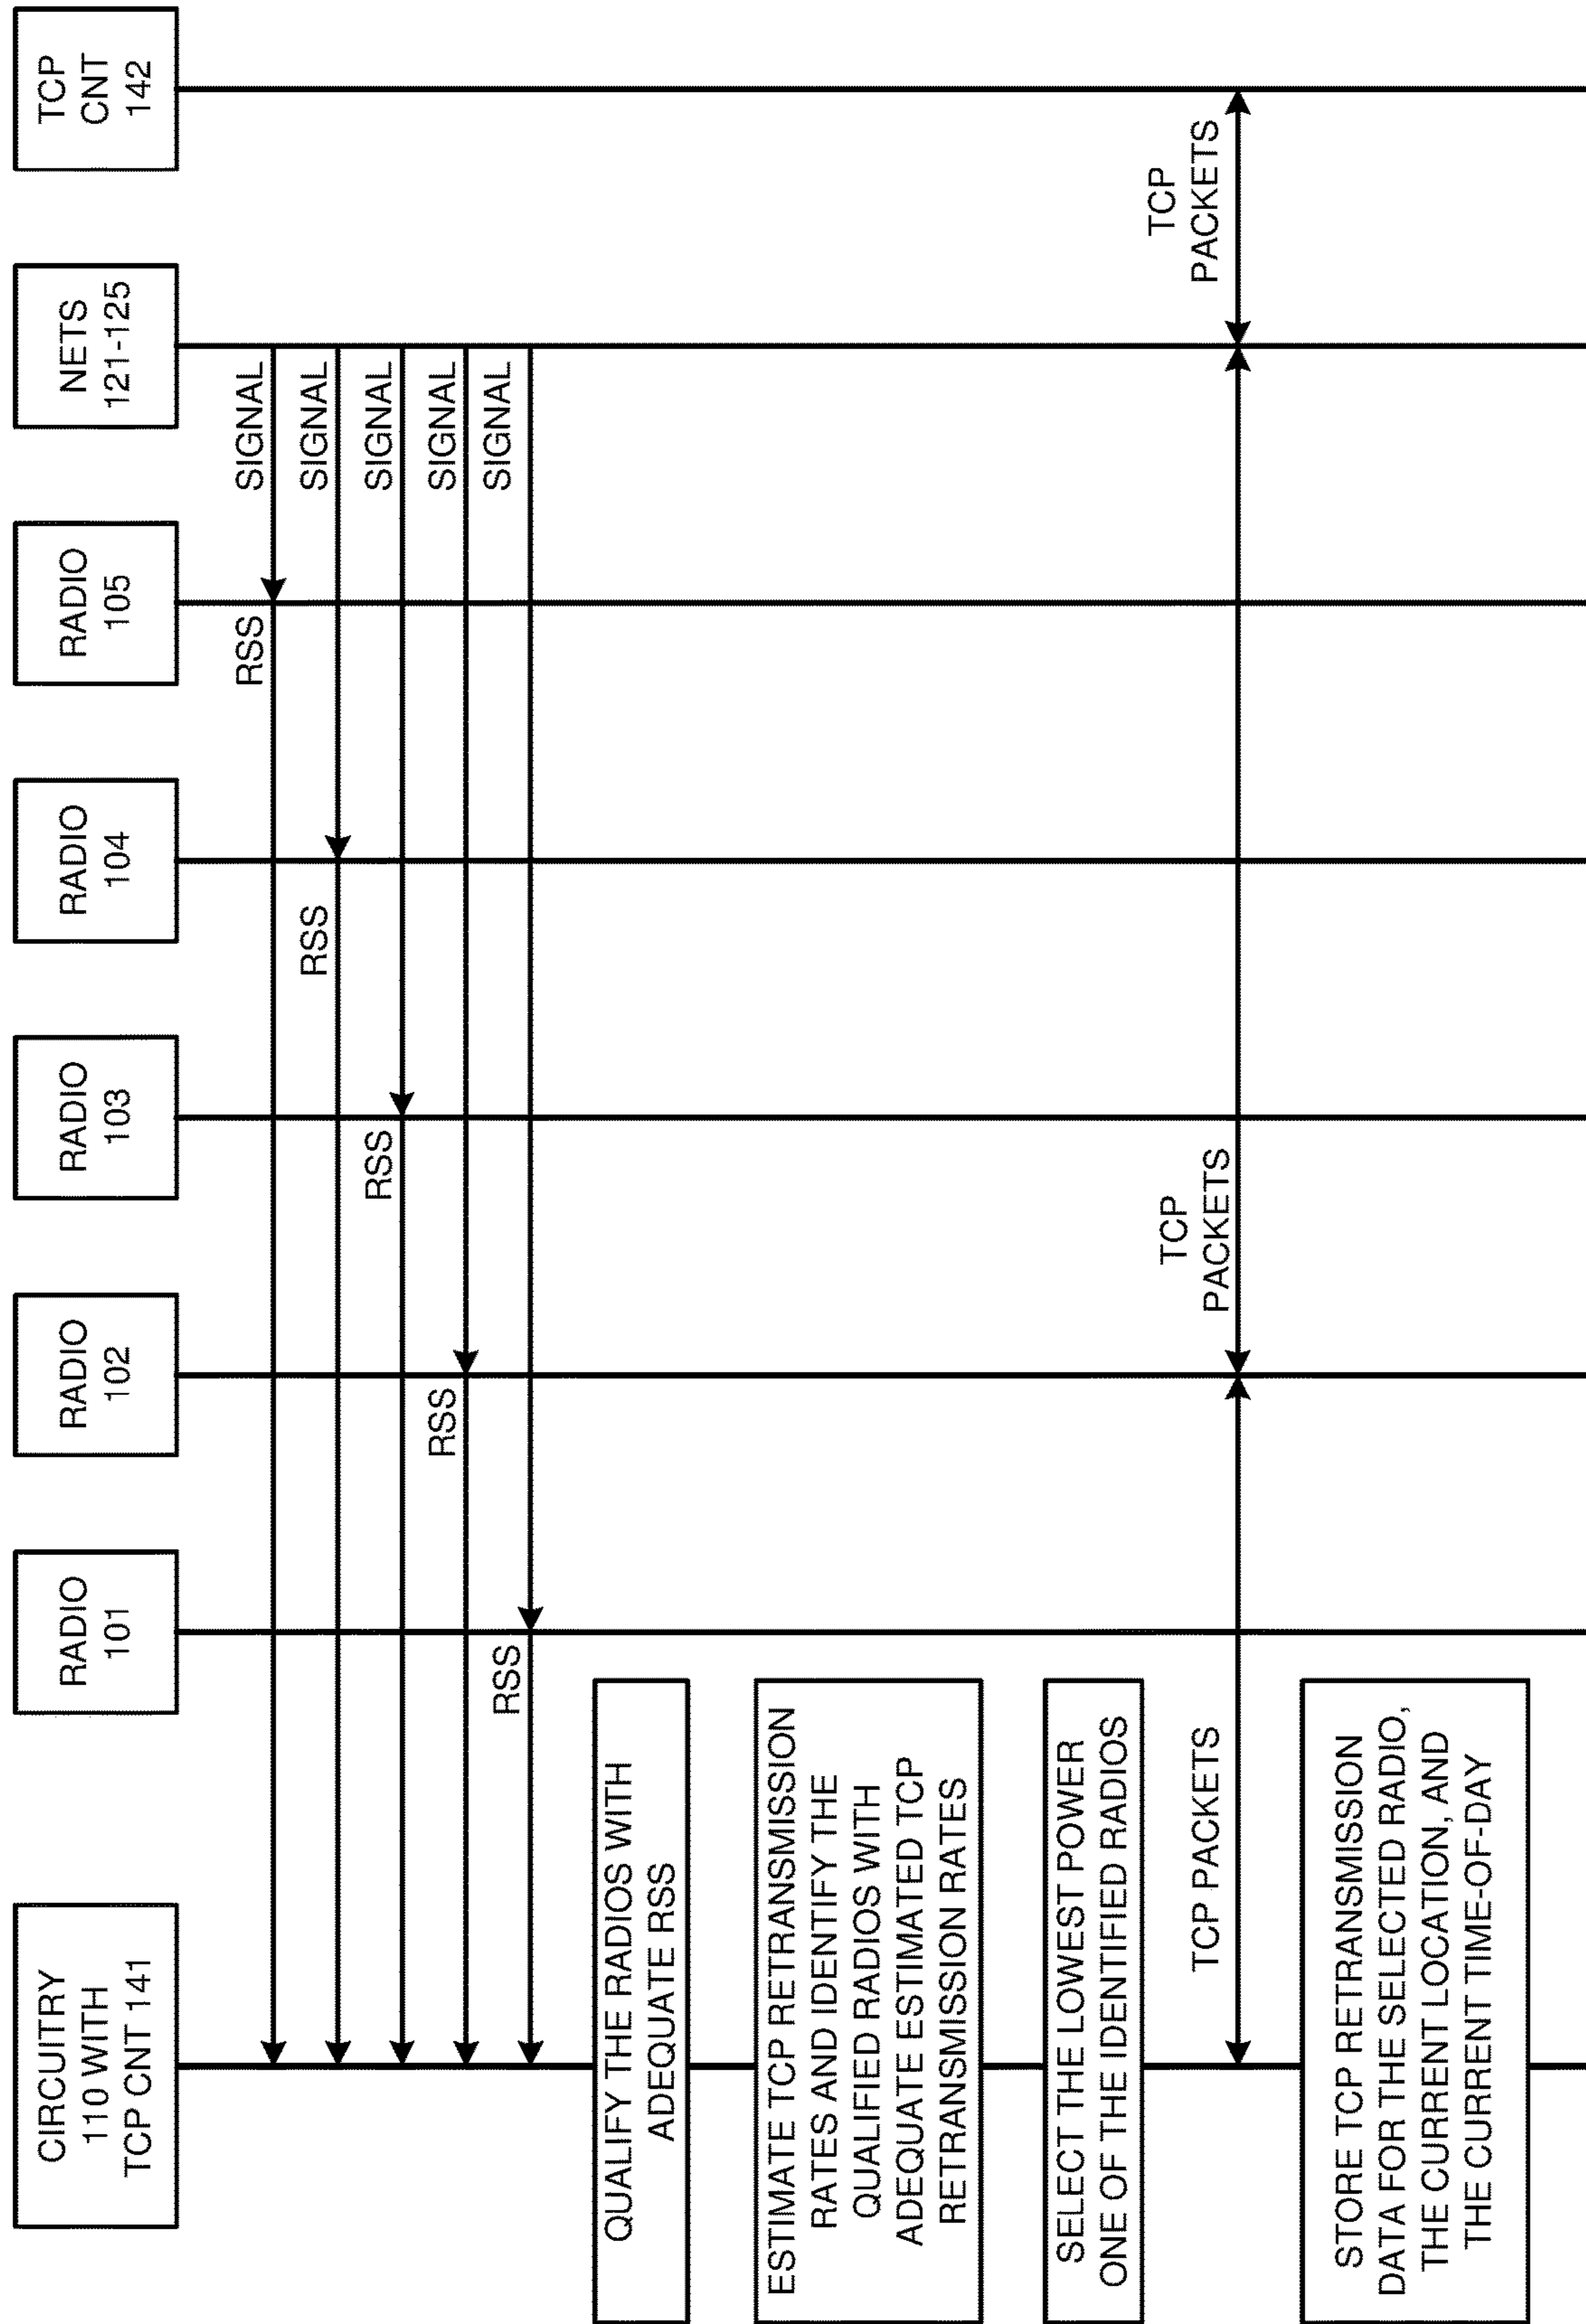 CIRCUITRY
110 WITH
TCP CNT 141
RADIO
101
RADIO
102
RADIO
103
RADIO
104
RADIO
105
NETS
121-125
TCP
CNT
142
RSS
SIGNAL
RSS
SIGNAL
RSS
SIGNAL
RSS
SIGNAL
RSS
SIGNAL
QUALIFY THE RADIOS WITH
ADEQUATE RSS
ESTIMATE TCP RETRANSMISSION
RATES AND IDENTIFY THE
QUALIFIED RADIOS WITH
ADEQUATE ESTIMATED TCP
RETRANSMISSION RATES
SELECT THE LOWEST POWER
ONE OF THE IDENTIFIED RADIOS
TCP PACKETS
TCP
PACKETS
TCP
PACKETS
STORE TCP RETRANSMISSION
DATA FOR THE SELECTED RADIO,
THE CURRENT LOCATION, AND
THE CURRENT TIME-OF-DAY